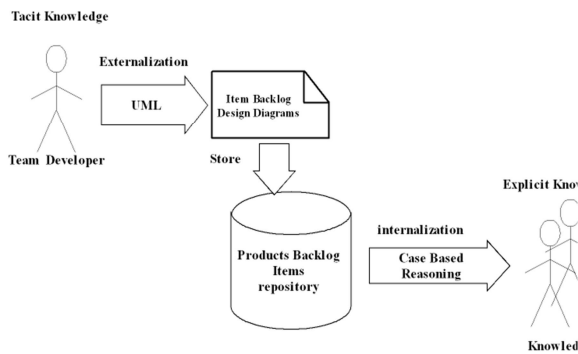 Tacit Knowledge
Externalization
UML
Item Backlog
Design Diagrams
Team Developer
Store
Explicit Know
internalization
Products Backlog
Items
repository
Case Based
Reasoning
Knowled